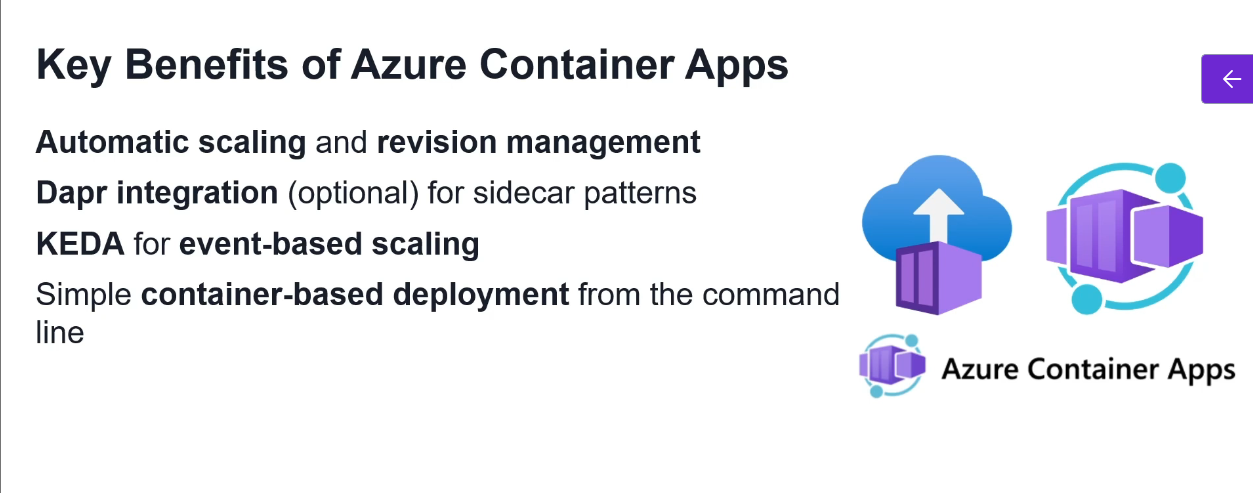 Key Benefits of Azure Container Apps
Automatic scaling and revision management
Dapr integration (optional) for sidecar patterns
KEDA for event-based scaling
Simple container-based deployment from the command
line
Azure Container Apps